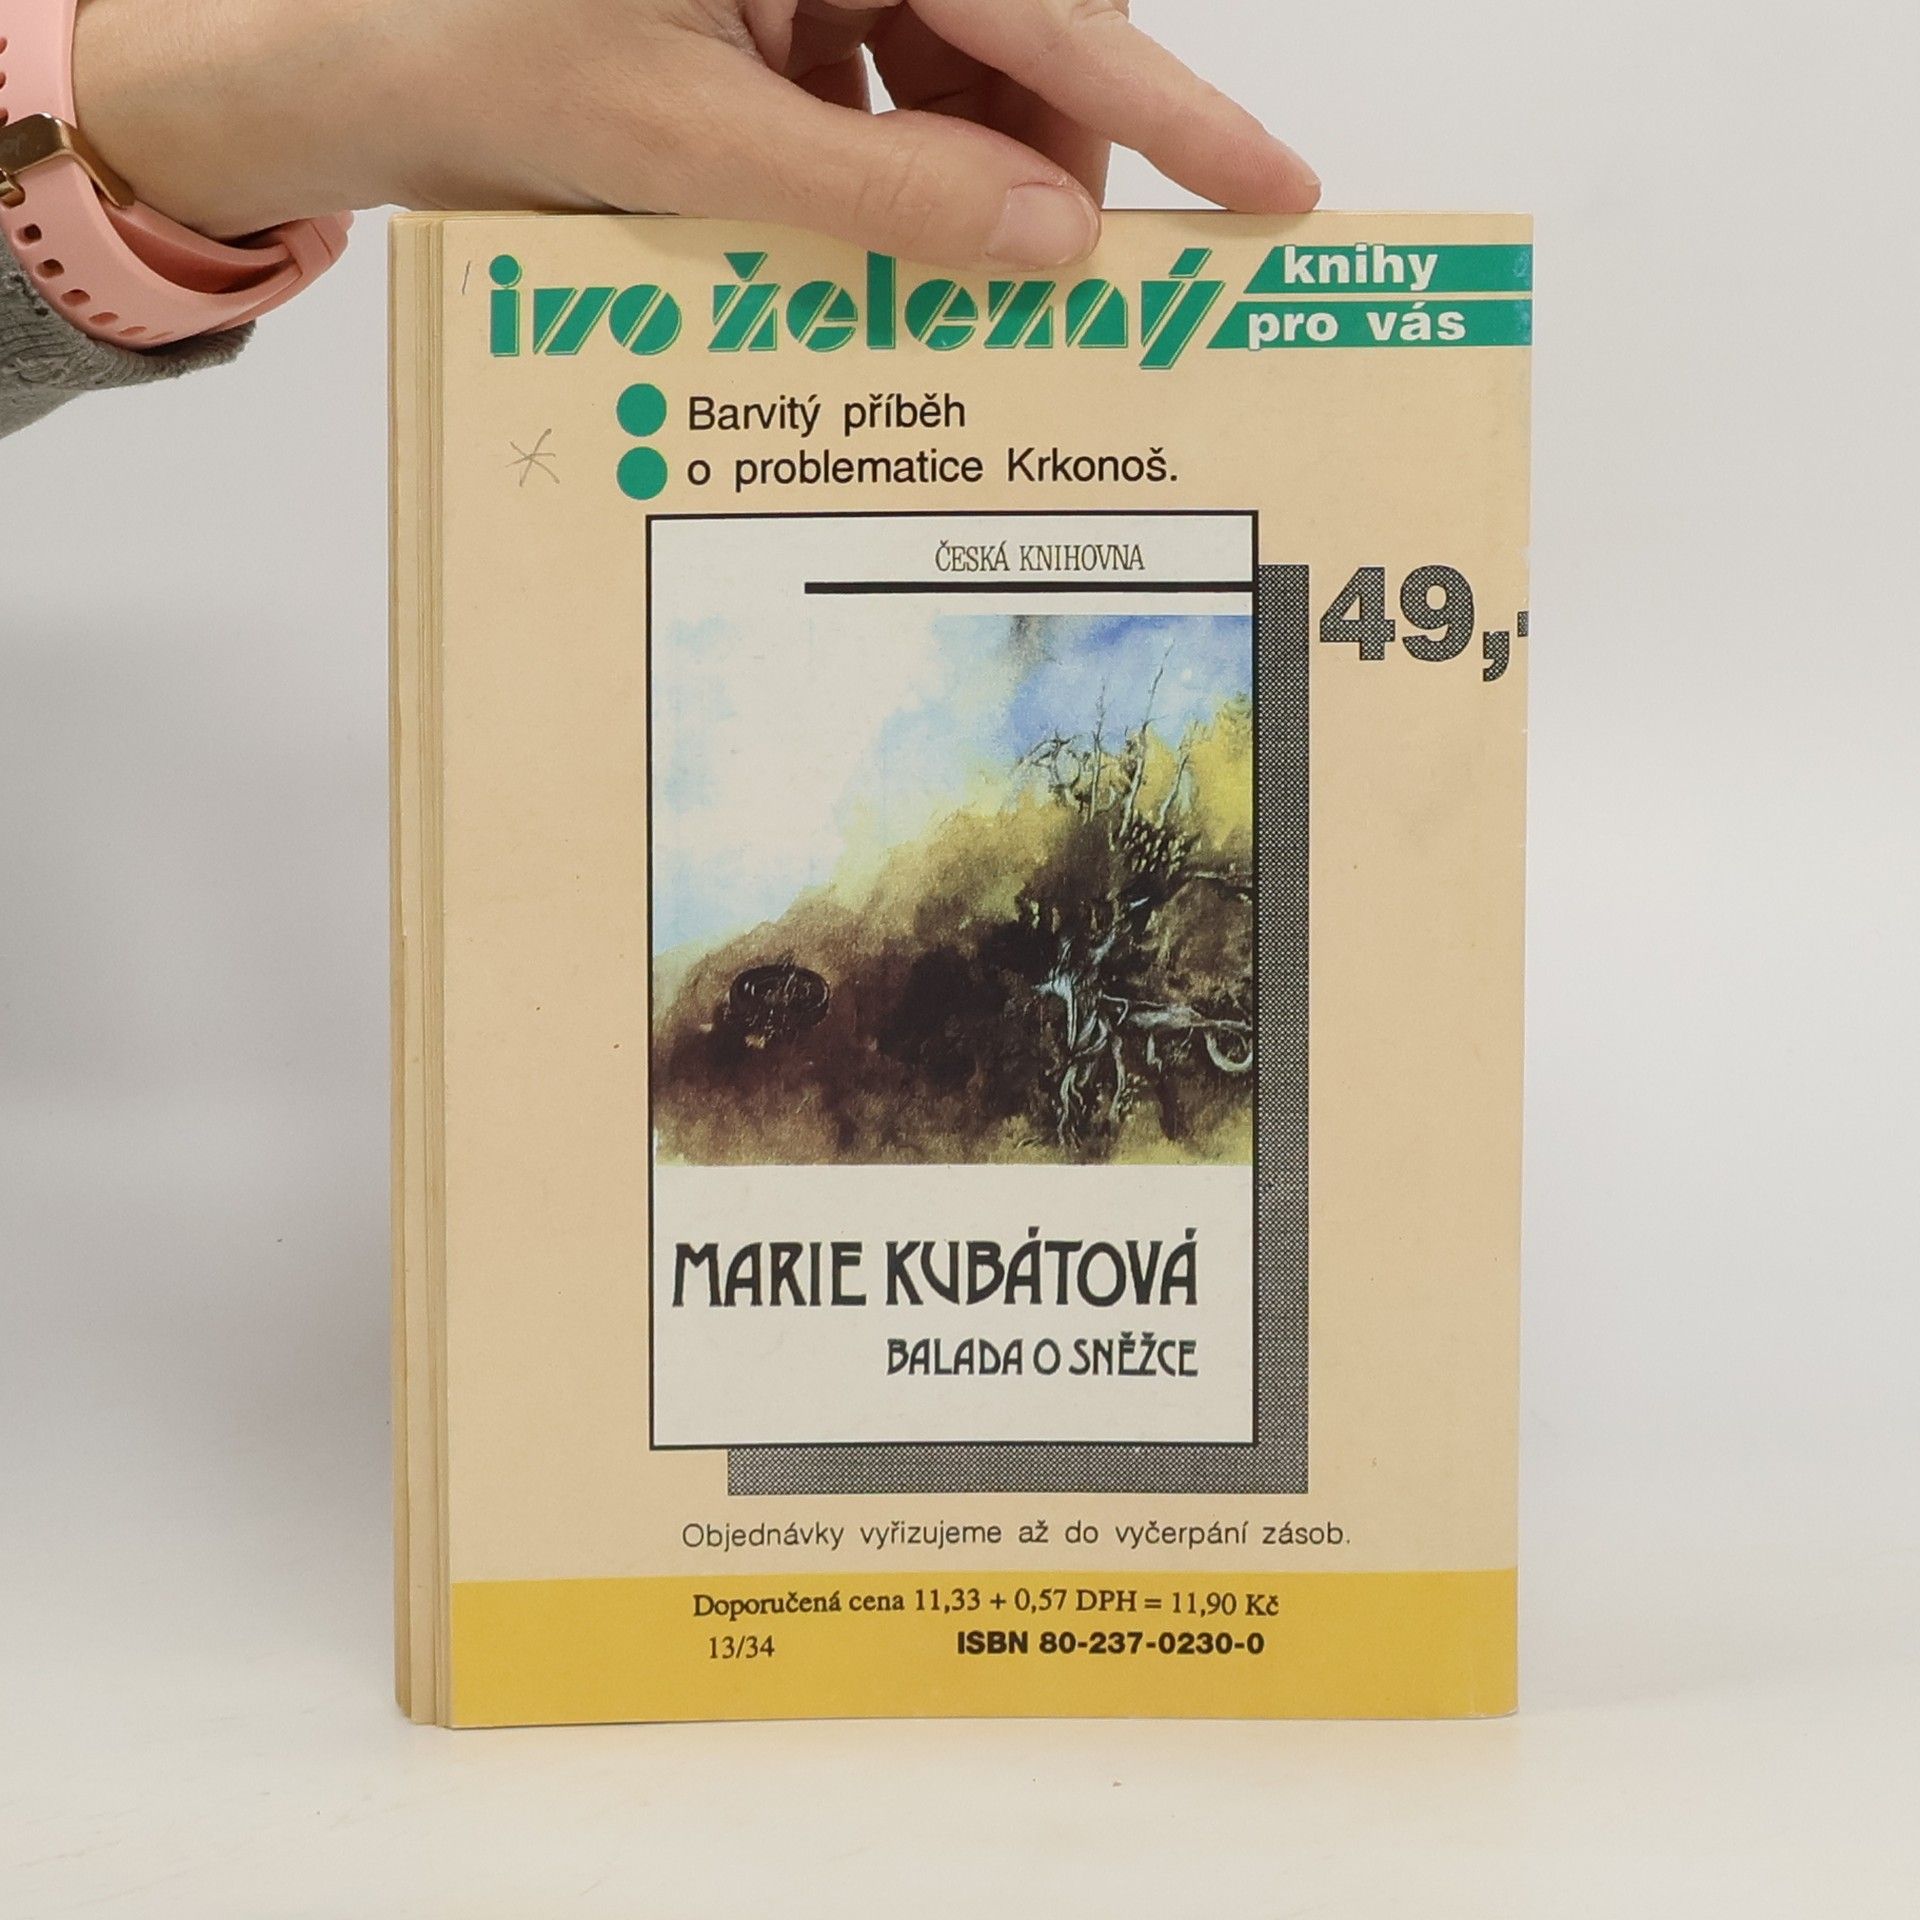 ivo železný
knihy
pro vás
Barvitý příběh
o problematice Krkonoš.
ČESKÁ KNIHOVNA
49,-
MARIE KUBÁTOVÁ
BALADA O SNĚŽCE
Objednávky vyřizujeme až do vyčerpání zásob.
Doporučená cena 11,33 + 0,57 DPH = 11,90 Kč
13/34 ISBN 80-237-0230-0